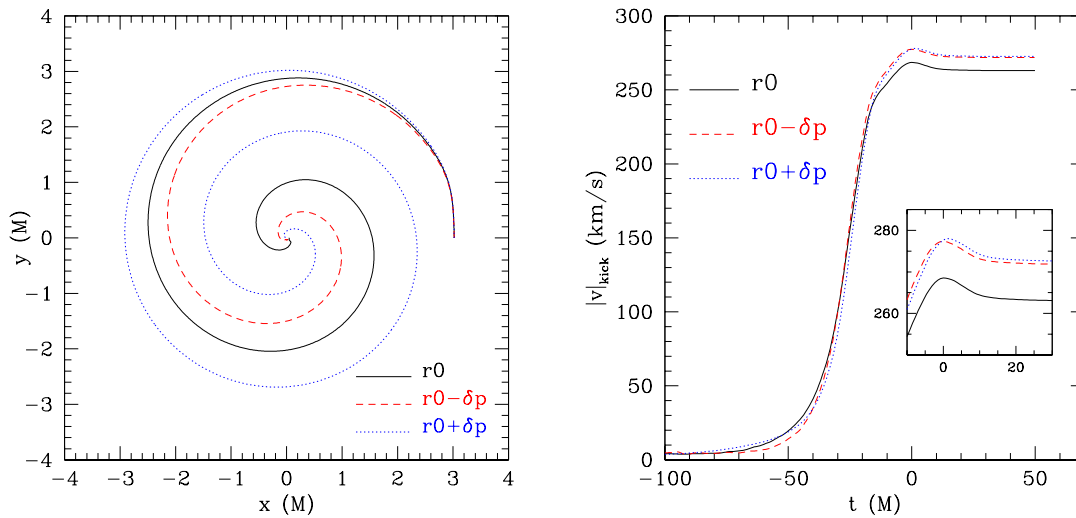 4
3
2
1
0
−1
−2
−3
−4
y (M)
−4 −3 −2 −1 0 1 2 3 4
x (M)
r0
r0−δp
r0+δp
300
250
200
150
100
50
0
|v|kick (km/s)
−100 −50 0 50
t (M)
r0
r0−δp
r0+δp
280
260
0 20